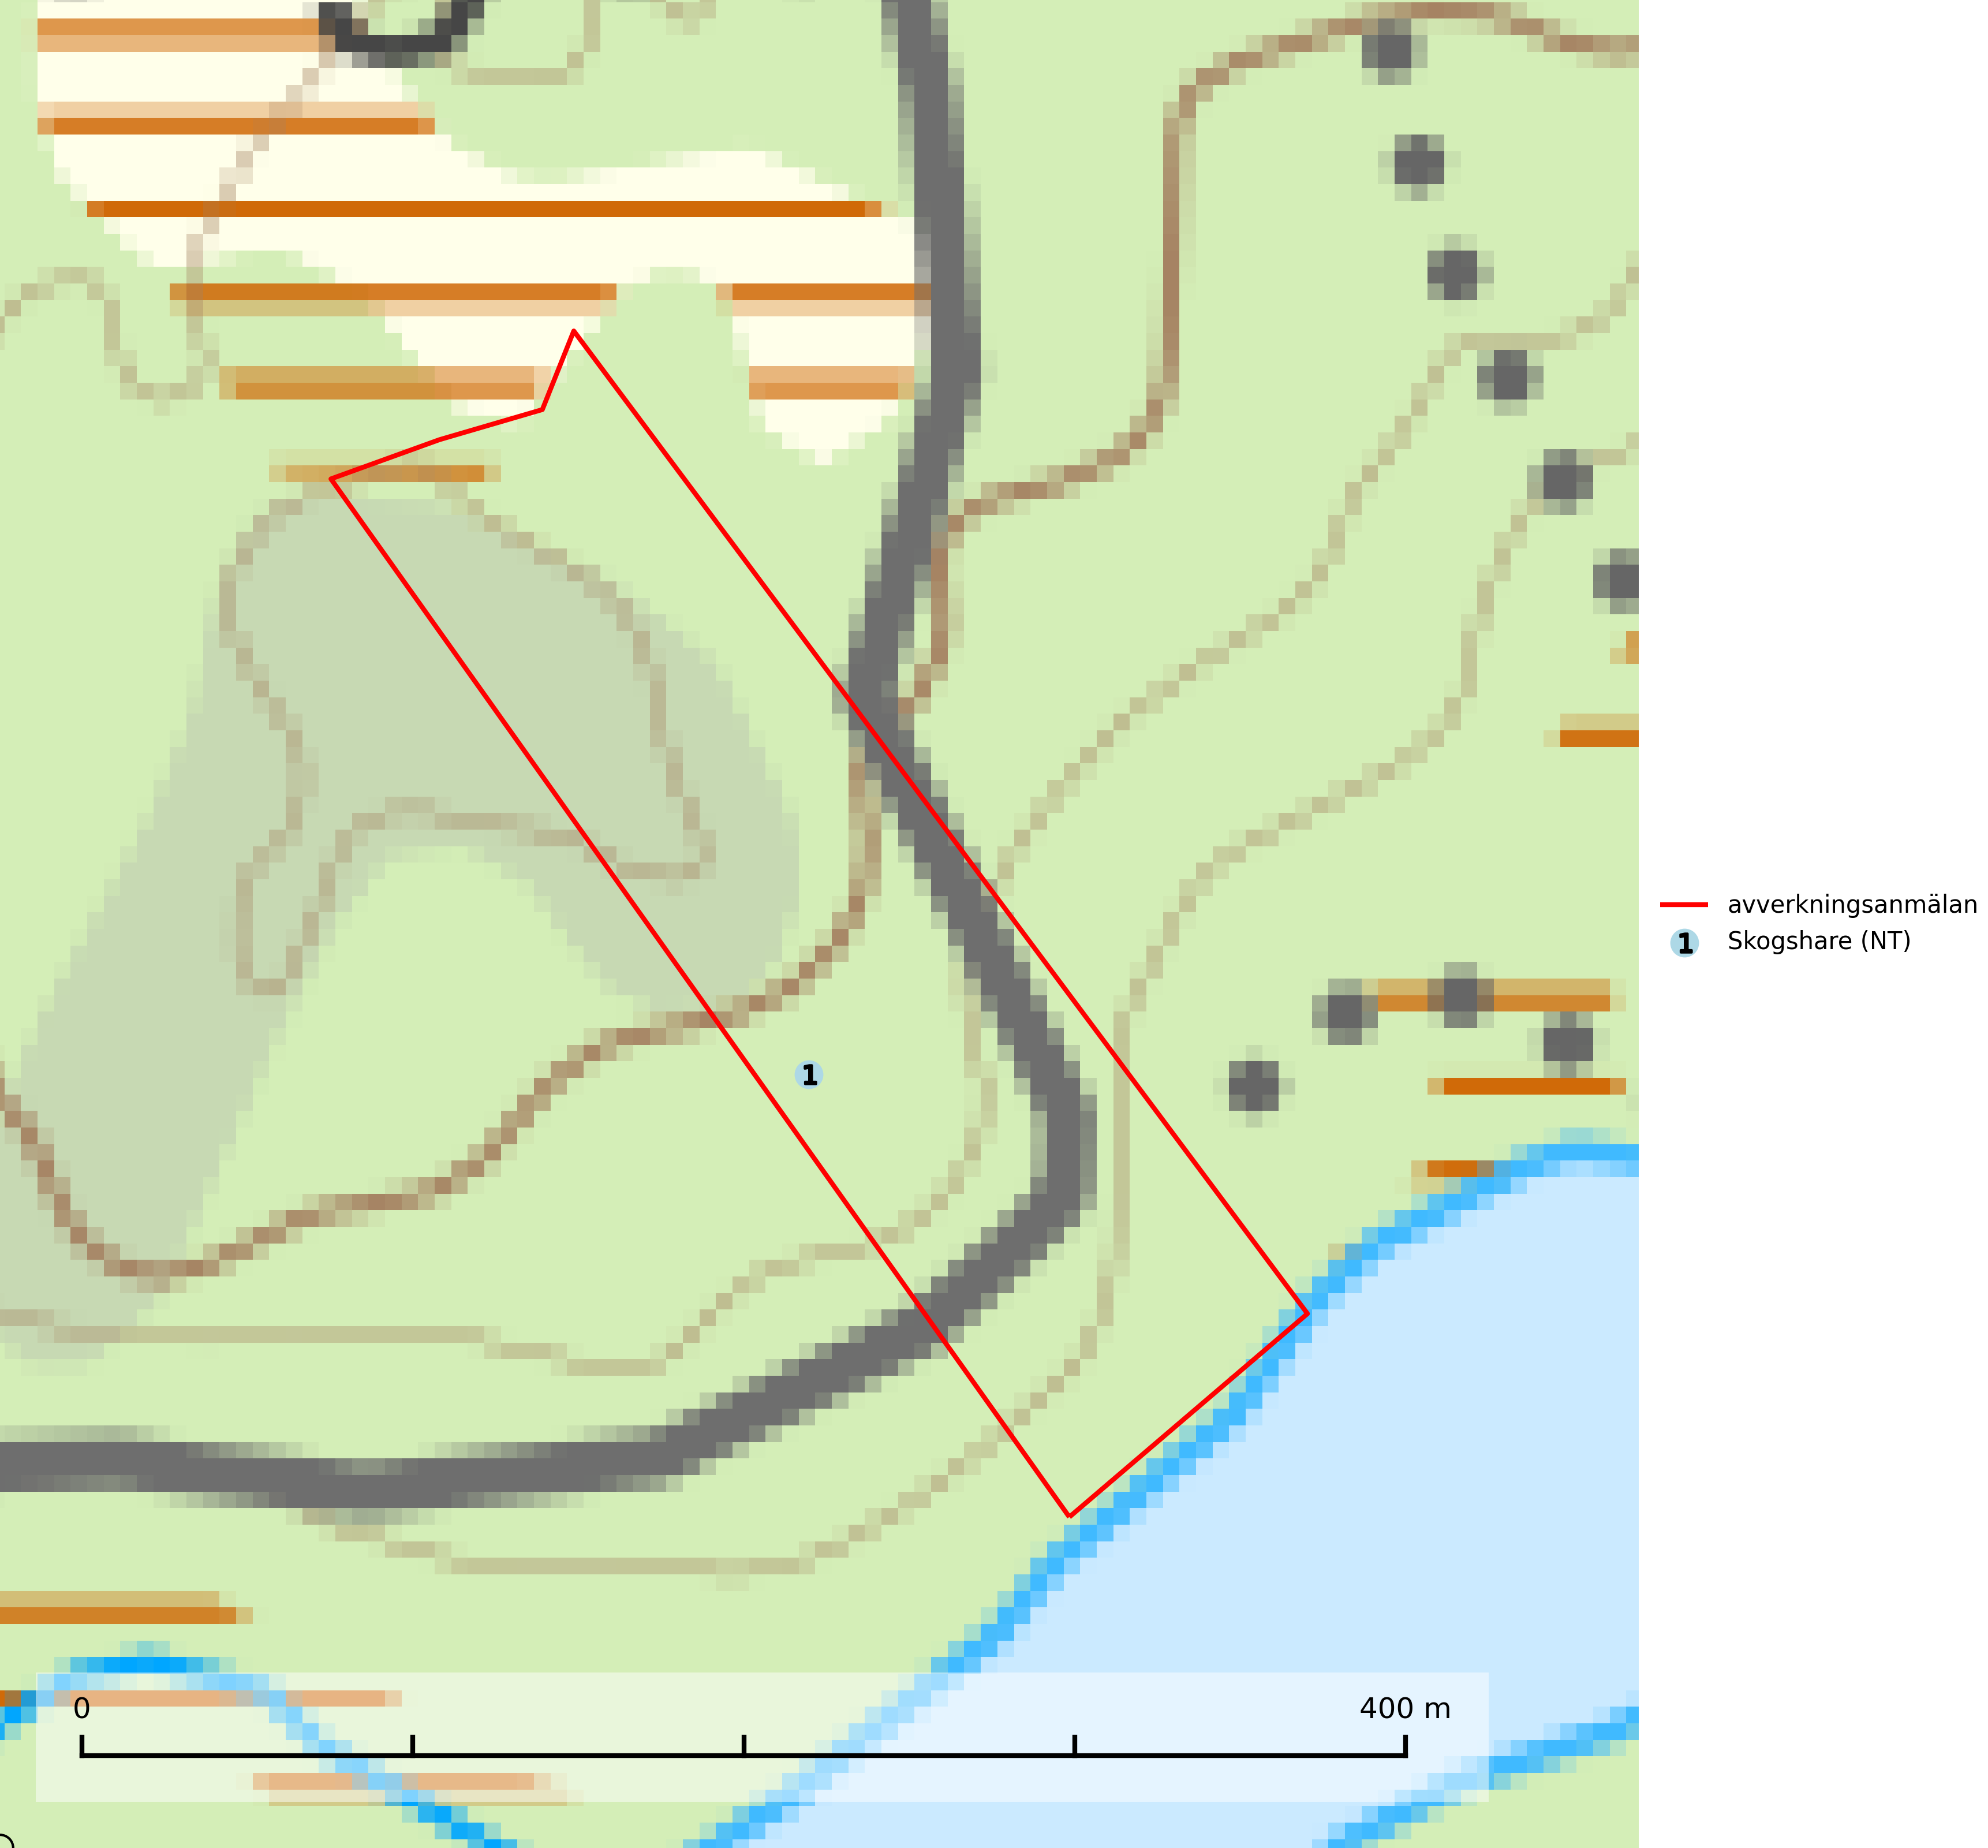 avverkningsanmälan
1 Skogshare (NT)
1
0 400 m